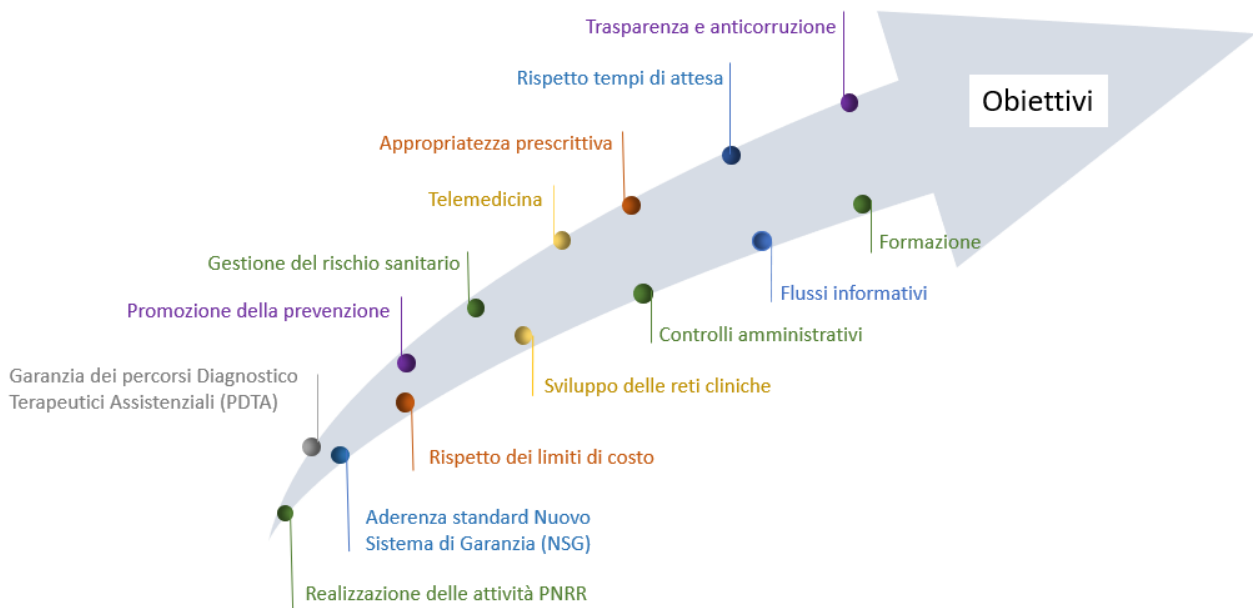 Trasparenza e anticorruzione
Rispetto tempi di attesa
Obiettivi
Appropriatezza prescrittiva
Telemedicina
Formazione
Gestione del rischio sanitario
Flussi informativi
Promozione della prevenzione
Controlli amministrativi
Garanzia dei percorsi Diagnostico
Terapeutici Assistenziali (PDTA)
Sviluppo delle reti cliniche
Rispetto dei limiti di costo
Aderenza standard Nuovo
Sistema di Garanzia (NSG)
Realizzazione delle attività PNRR